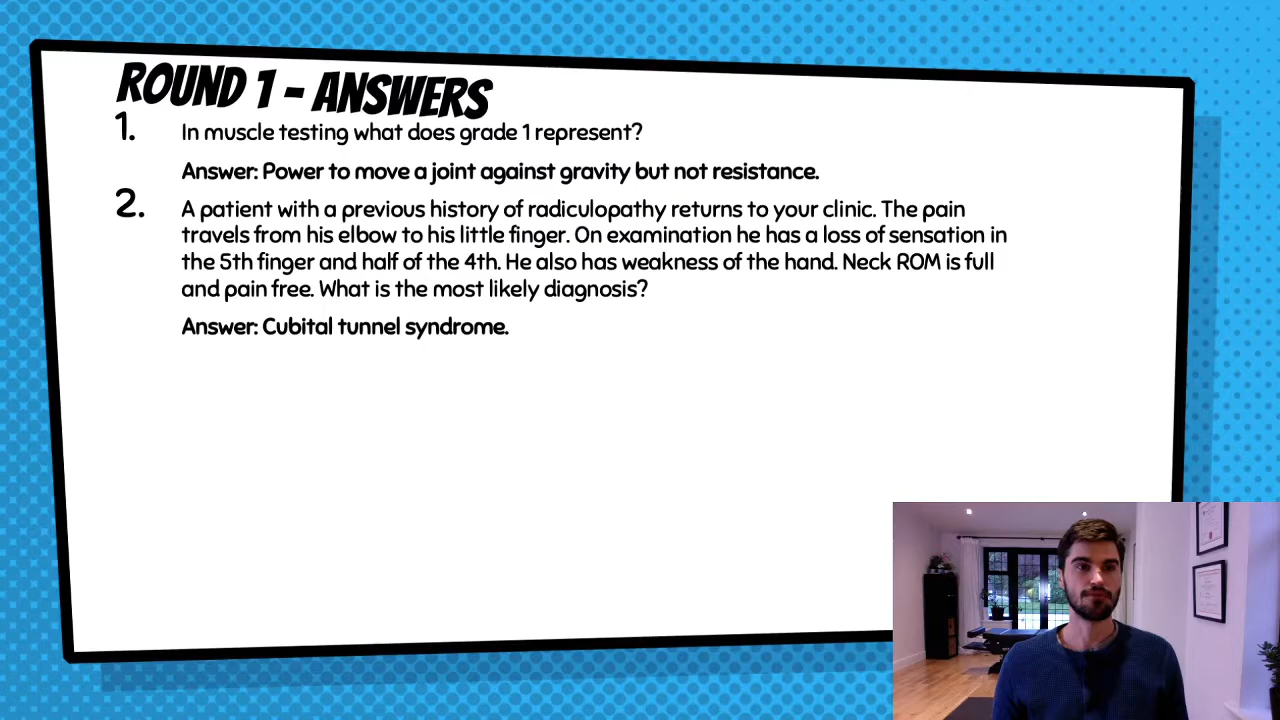 ROUND 1 - ANSWERS
1. In muscle testing what does grade 1 represent?
Answer: Power to move a joint against gravity but not resistance.
2. A patient with a previous history of radiculopathy returns to your clinic. The pain
travels from his elbow to his little finger. On examination he has a loss of sensation in
the 5th finger and half of the 4th. He also has weakness of the hand. Neck ROM is full
and pain free. What is the most likely diagnosis?
Answer: Cubital tunnel syndrome.